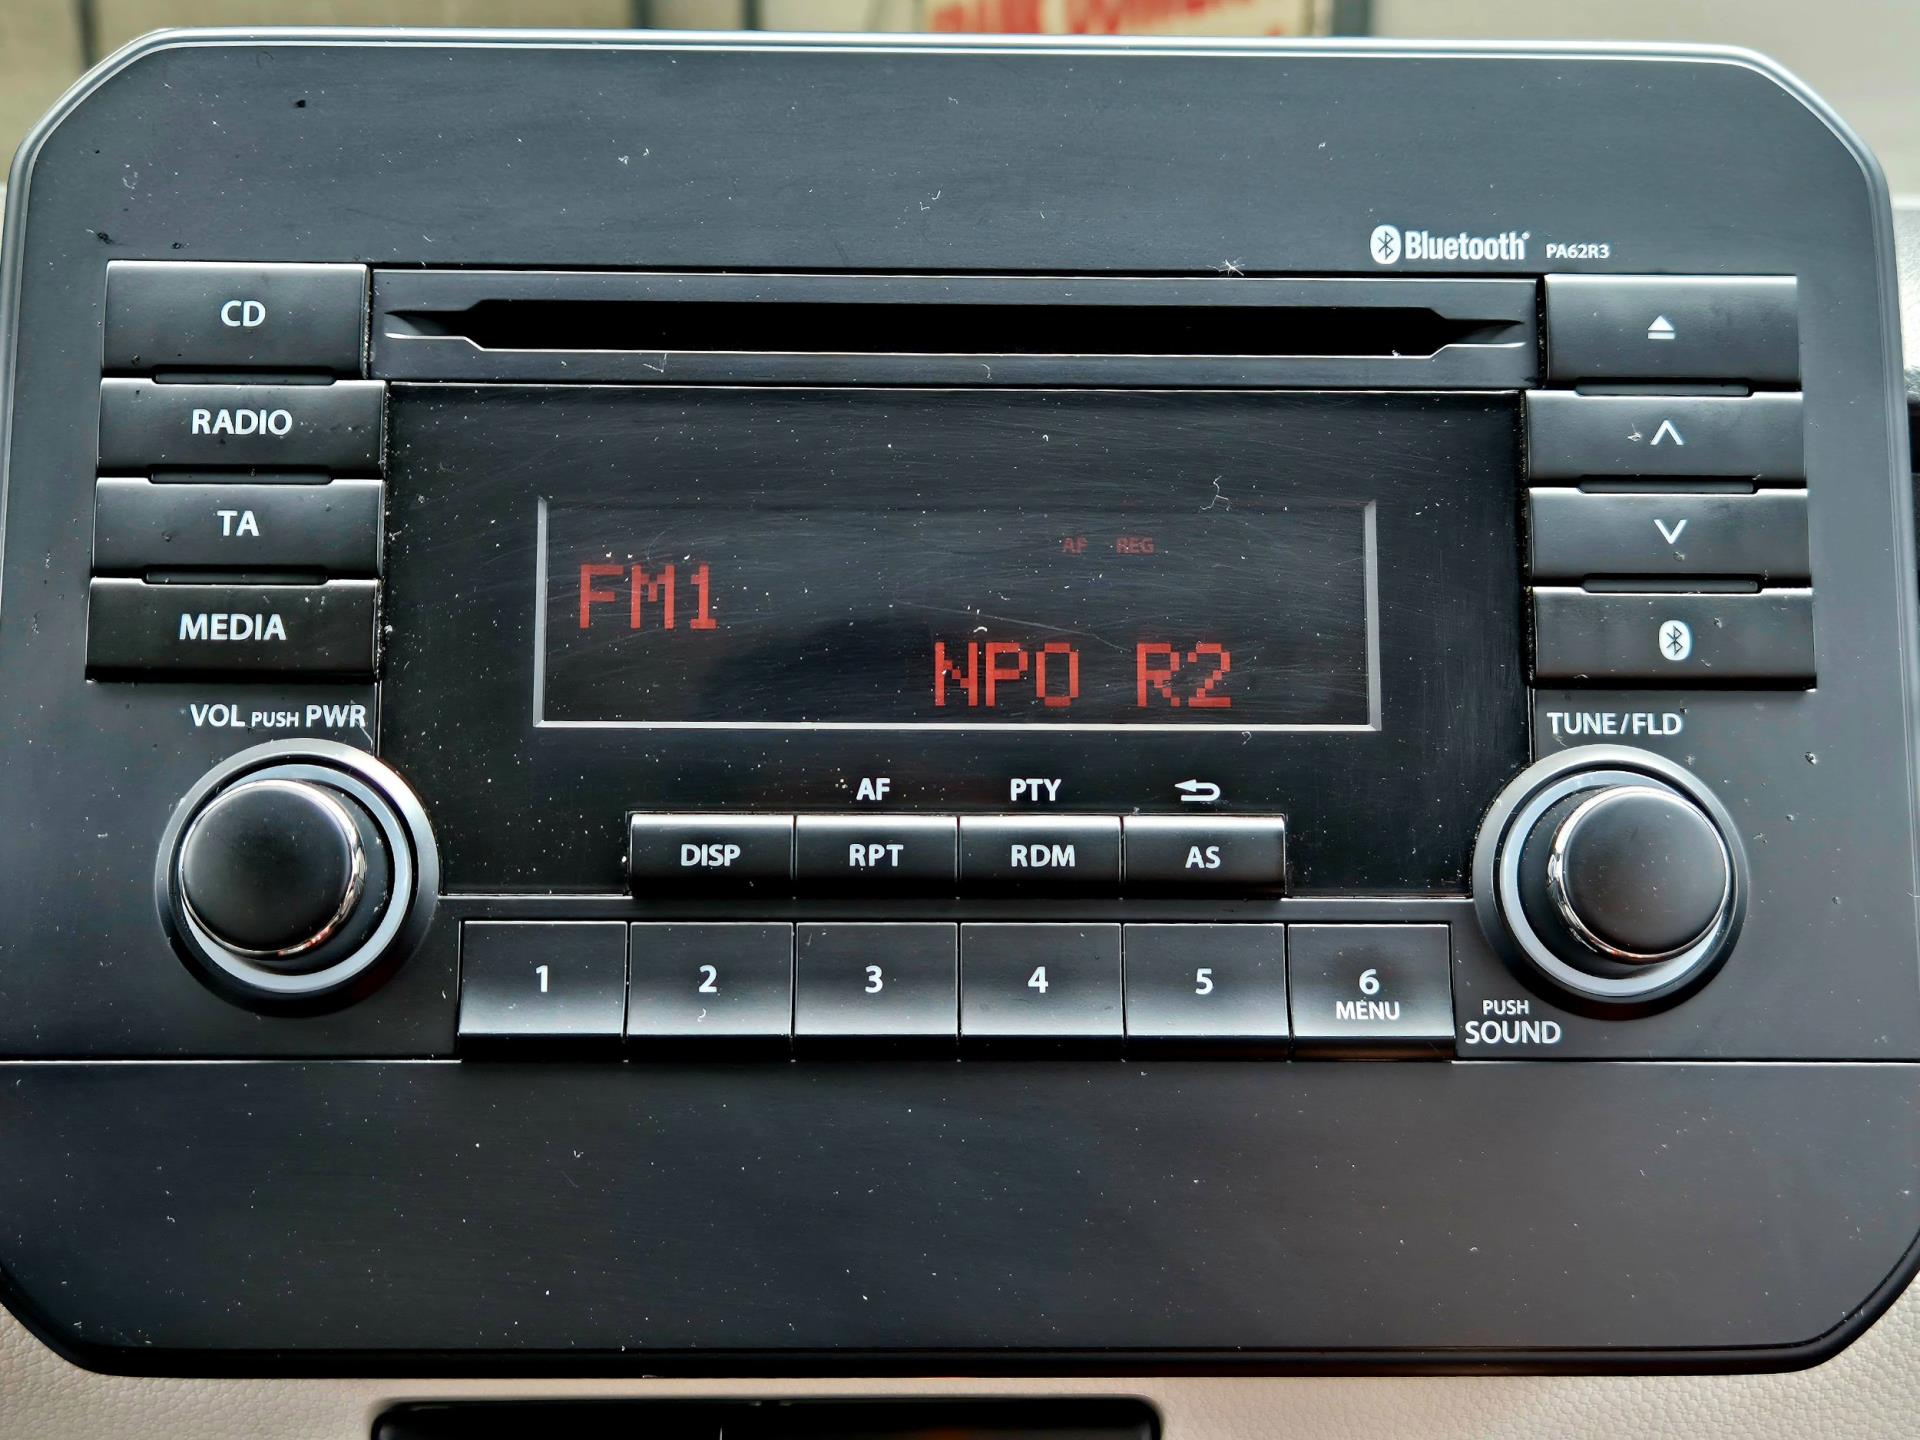 Bluetooth PA62R3
CD
RADIO
TA
MEDIA
AF REG
FM1
NPO R2
VOL PUSH PWR
TUNE/FLD
AF PTY
DISP RPT RDM AS
1 2 3 4 5 6
MENU
PUSH
SOUND